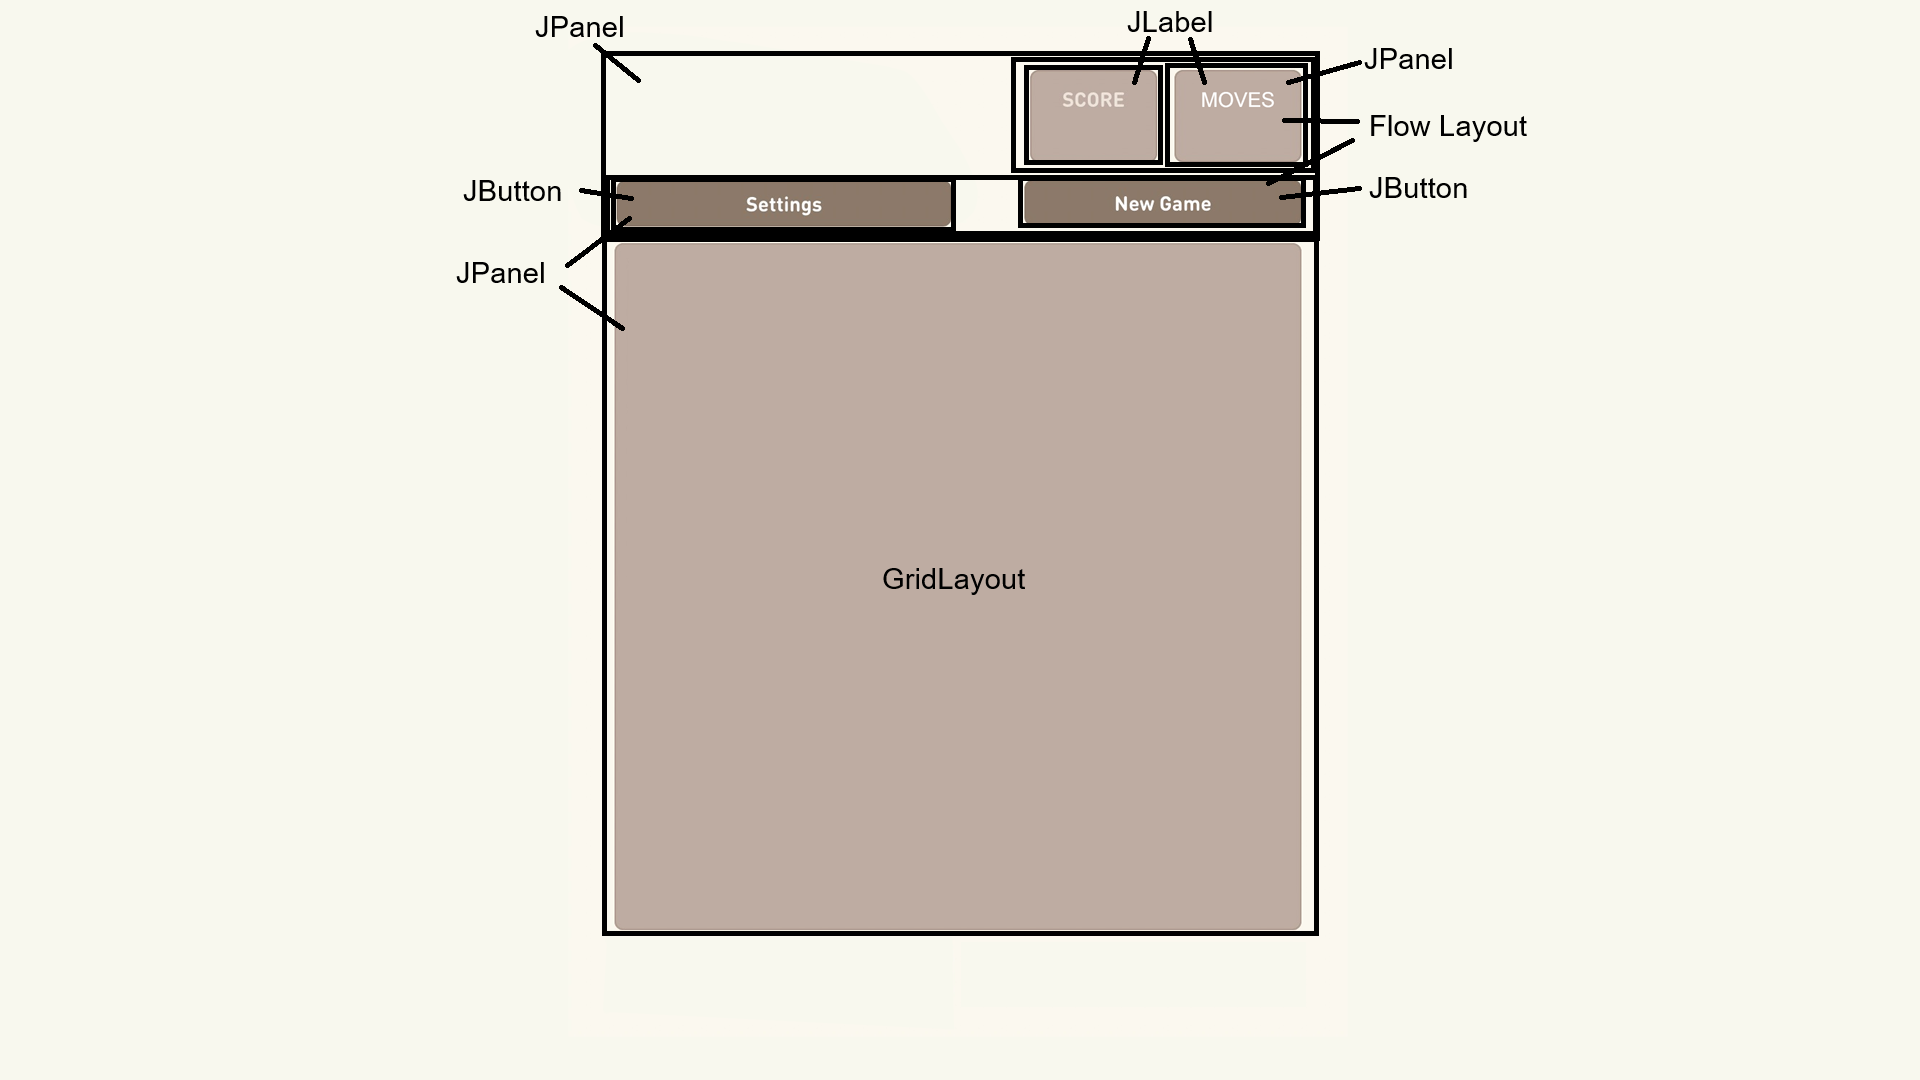 JPanel
JLabel
JPanel
SCORE
MOVES
Flow Layout
JButton
Settings
New Game
JButton
JPanel
GridLayout